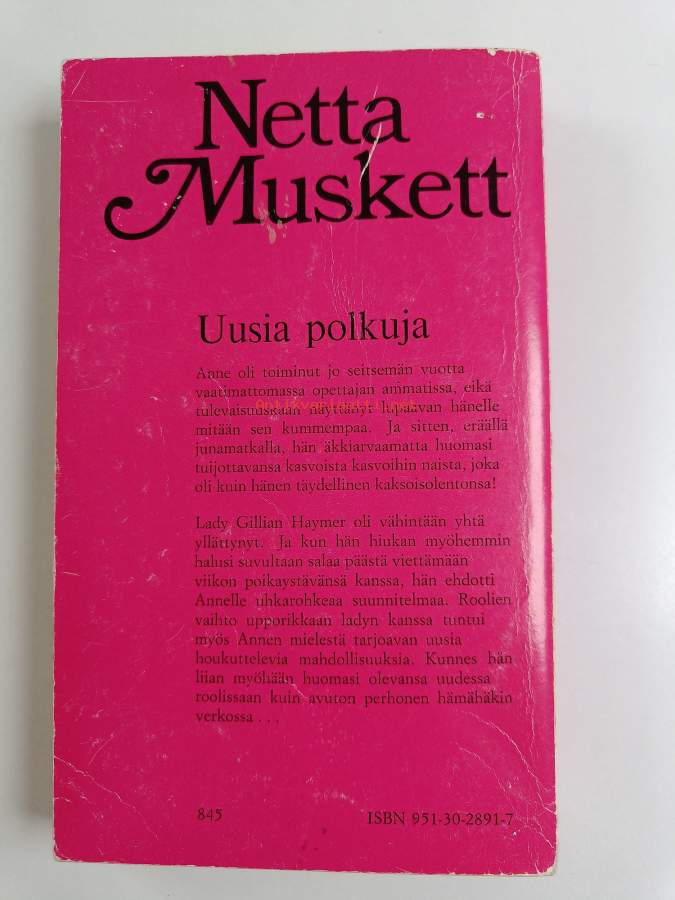 Netta
Muskett
Uusia polkuja
Anne oli toiminut jo seitsemän vuotta
vaatimattomassa opettajan ammatissa, eikä
tulevaisuuskaan näyttänyt lupaavan hänelle
mitään sen kummempaa. Ja sitten, eräällä
junamatkalla, hän äkkiarvaamatta huomasi
tuijottavansa kasvoista kasvoihin naista, joka
oli kuin hänen täydellinen kaksoisolentonsa!
Lady Gillian Haymer oli vähintään yhtä
yllättynyt. Ja kun hän hiukan myöhemmin
halusi suvultaan salaa päästä viettämään
viikon poikaystävänsä kanssa, hän ehdotti
Annelle uhkarohkeaa suunnitelmaa. Roolien
vaihto upporikkaan ladyn kanssa tuntui
myös Annen mielestä tarjoavan uusia
houkuttelevia mahdollisuuksia. Kunnes hän
liian myöhään huomasi olevansa uudessa
roolissaan kuin avuton perhonen hämähäkin
verkossa . . .
845
ISBN 951-30-2891-7